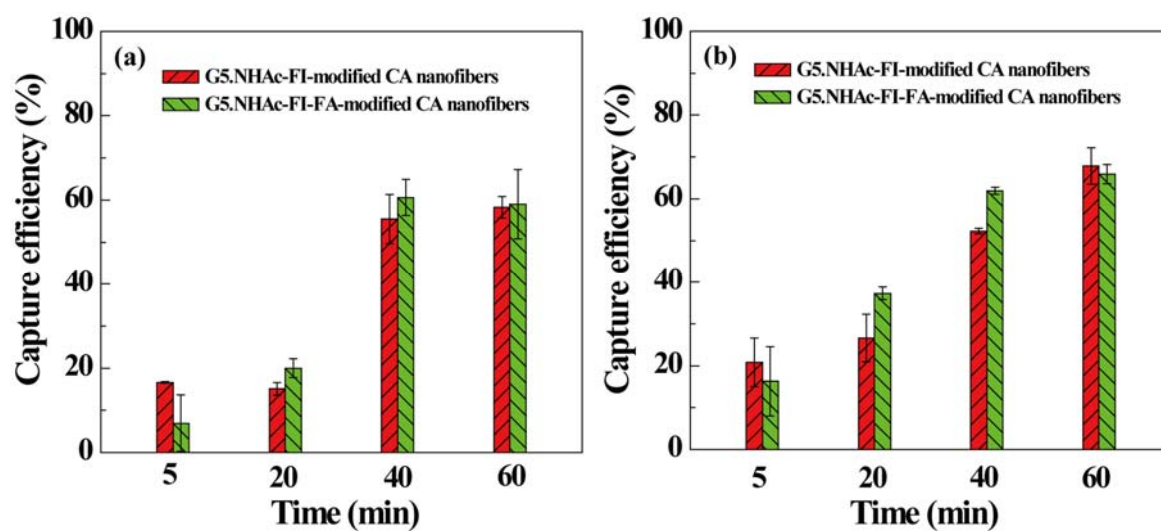 (a)
G5.NHAc-FI-modified CA nanofibers
G5.NHAc-FI-FA-modified CA nanofibers
Capture efficiency (%)
100
80
60
40
20
0
5 20 40 60
Time (min)
(b)
G5.NHAc-FI-modified CA nanofibers
G5.NHAc-FI-FA-modified CA nanofibers
Capture efficiency (%)
100
80
60
40
20
0
5 20 40 60
Time (min)